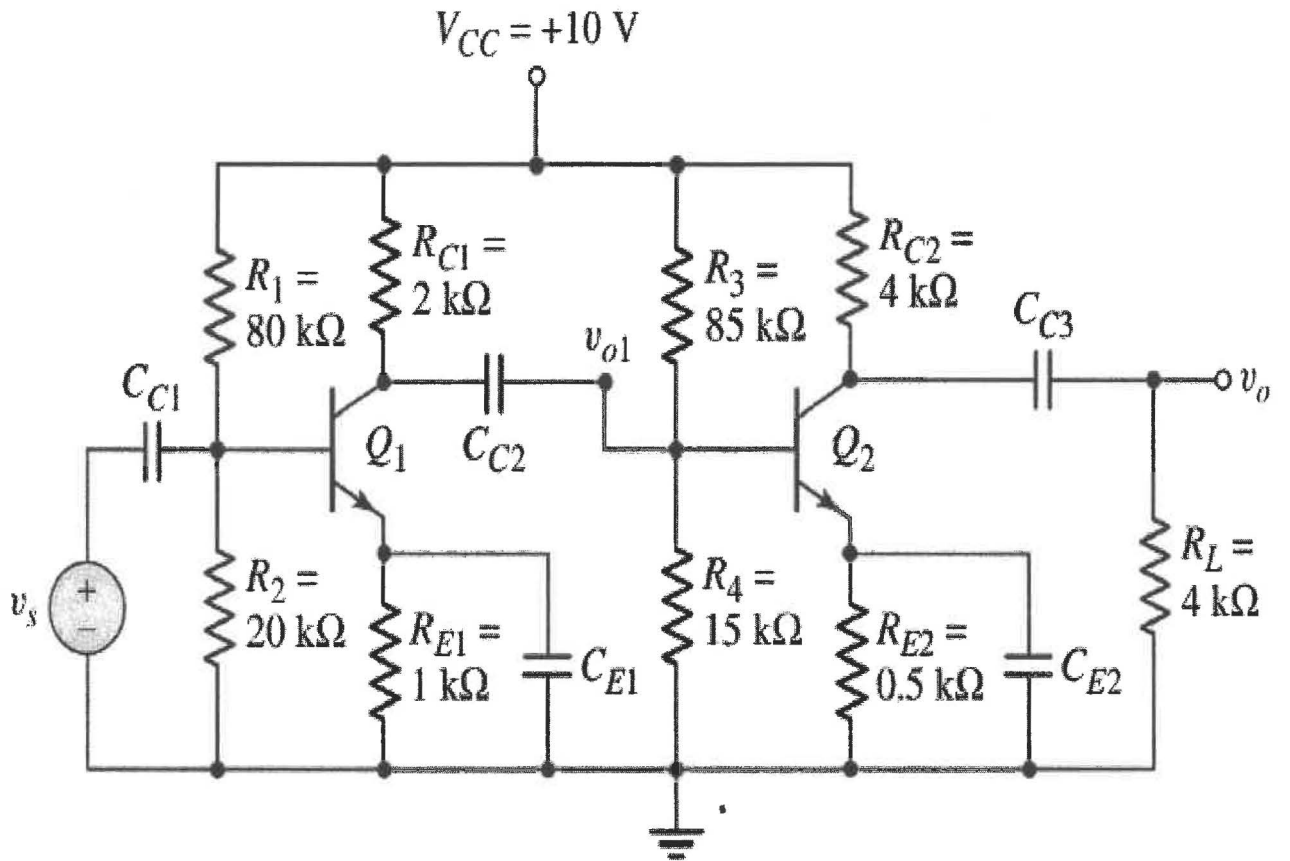 V_CC = +10 V
R_1 =
80 kΩ
R_C1 =
2 kΩ
R_3 =
85 kΩ
R_C2 =
4 kΩ
C_C1
v_o1
C_C3
v_o
Q_1
C_C2
Q_2
v_s
+
−
R_2 =
20 kΩ
R_E1 =
1 kΩ
C_E1
R_4 =
15 kΩ
R_E2 =
0.5 kΩ
C_E2
R_L =
4 kΩ